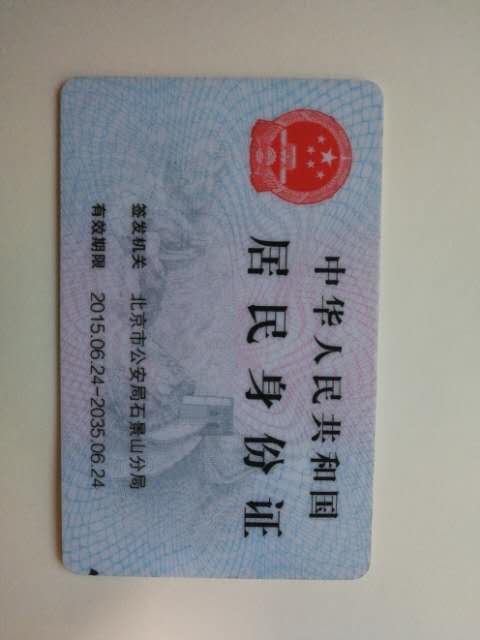 中华人民共和国
居民身份证
签发机关 北京市公安局石景山分局
有效期限 2015.06.24-2035.06.24